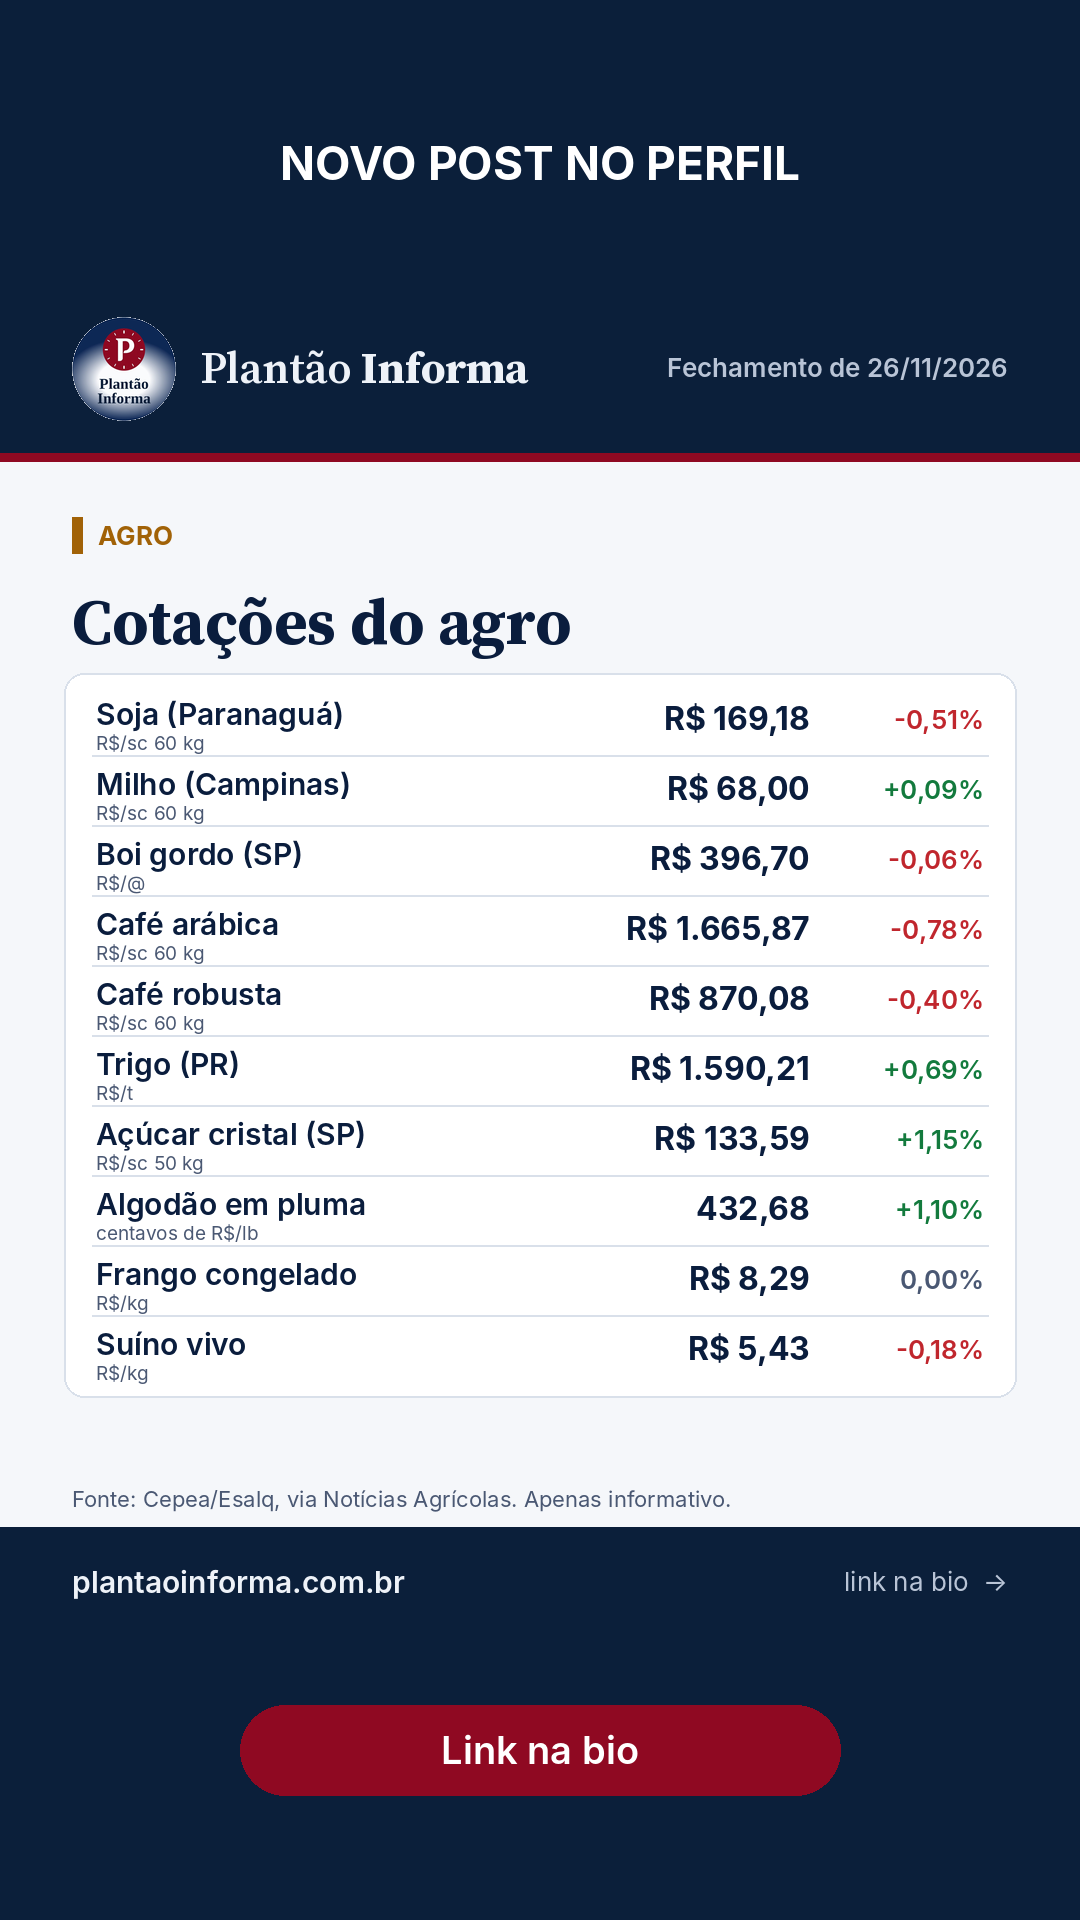 NOVO POST NO PERFIL
P
Plantão
Informa
Plantão Informa
Fechamento de 26/11/2026
AGRO
Cotações do agro
Soja (Paranaguá) R$ 169,18 -0,51%
R$/sc 60 kg
Milho (Campinas) R$ 68,00 +0,09%
R$/sc 60 kg
Boi gordo (SP) R$ 396,70 -0,06%
R$/@
Café arábica R$ 1.665,87 -0,78%
R$/sc 60 kg
Café robusta R$ 870,08 -0,40%
R$/sc 60 kg
Trigo (PR) R$ 1.590,21 +0,69%
R$/t
Açúcar cristal (SP) R$ 133,59 +1,15%
R$/sc 50 kg
Algodão em pluma 432,68 +1,10%
centavos de R$/lb
Frango congelado R$ 8,29 0,00%
R$/kg
Suíno vivo R$ 5,43 -0,18%
R$/kg
Fonte: Cepea/Esalq, via Notícias Agrícolas. Apenas informativo.
plantaoinforma.com.br
link na bio →
Link na bio